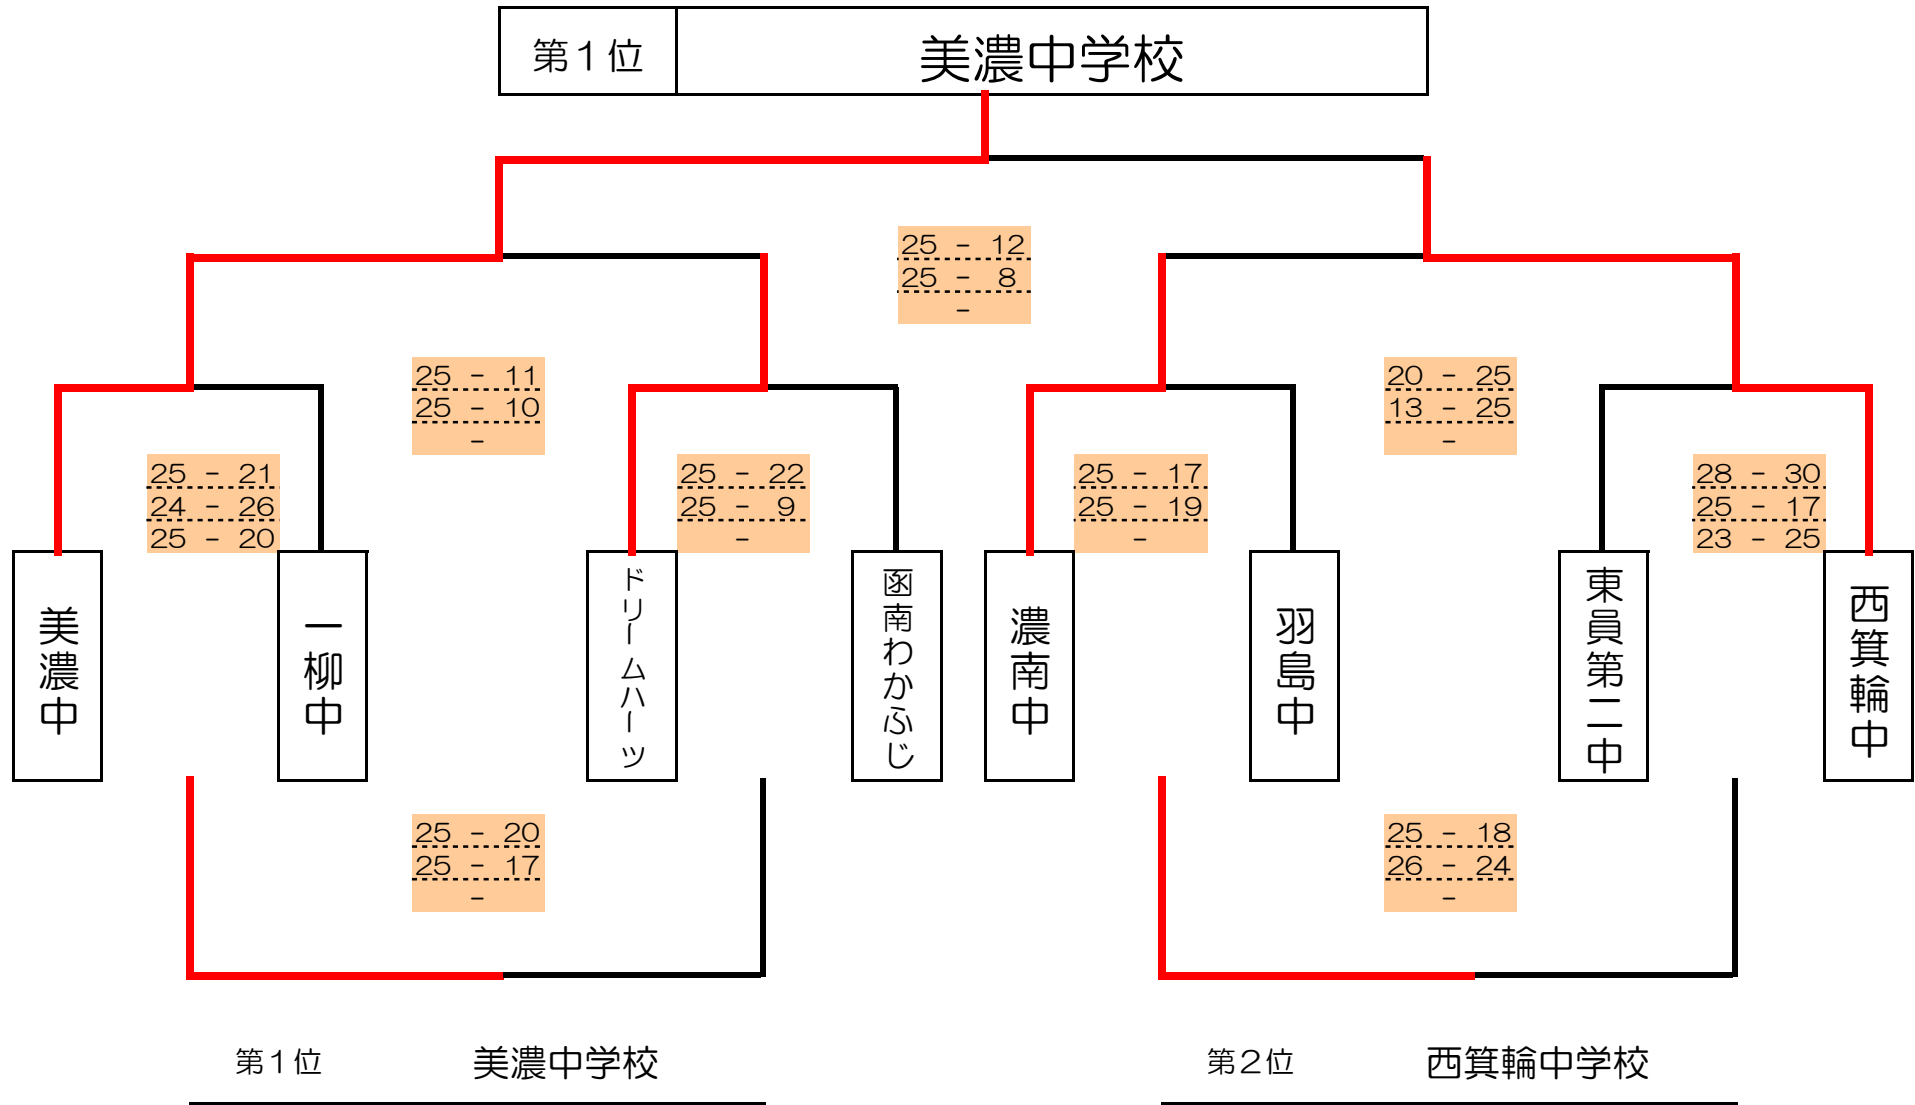 第１位 美濃中学校
25 - 12
25 - 8
-
25 - 11
25 - 10
-
20 - 25
13 - 25
-
25 - 21
24 - 26
25 - 20
25 - 22
25 - 9
-
25 - 17
25 - 19
-
28 - 30
25 - 17
23 - 25
美濃中
一柳中
ドリームハーツ
函南わかふじ
濃南中
羽島中
東員第二中
西箕輪中
25 - 20
25 - 17
-
25 - 18
26 - 24
-
第１位 美濃中学校
第２位 西箕輪中学校